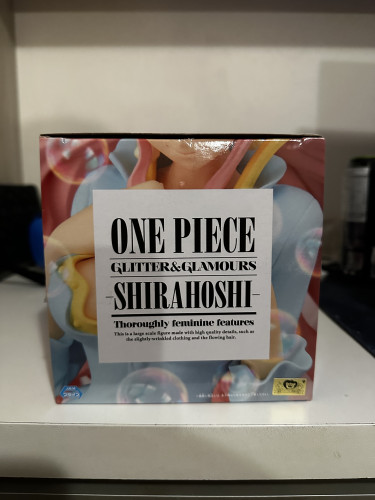 ONE PIECE
GLITTER&GLAMOURS
-SHIRAHOSHI-
Thoroughly feminine features
This is a large scale figure made with high quality details, such as
the slightly-wrinkled clothing and the flowing hair.